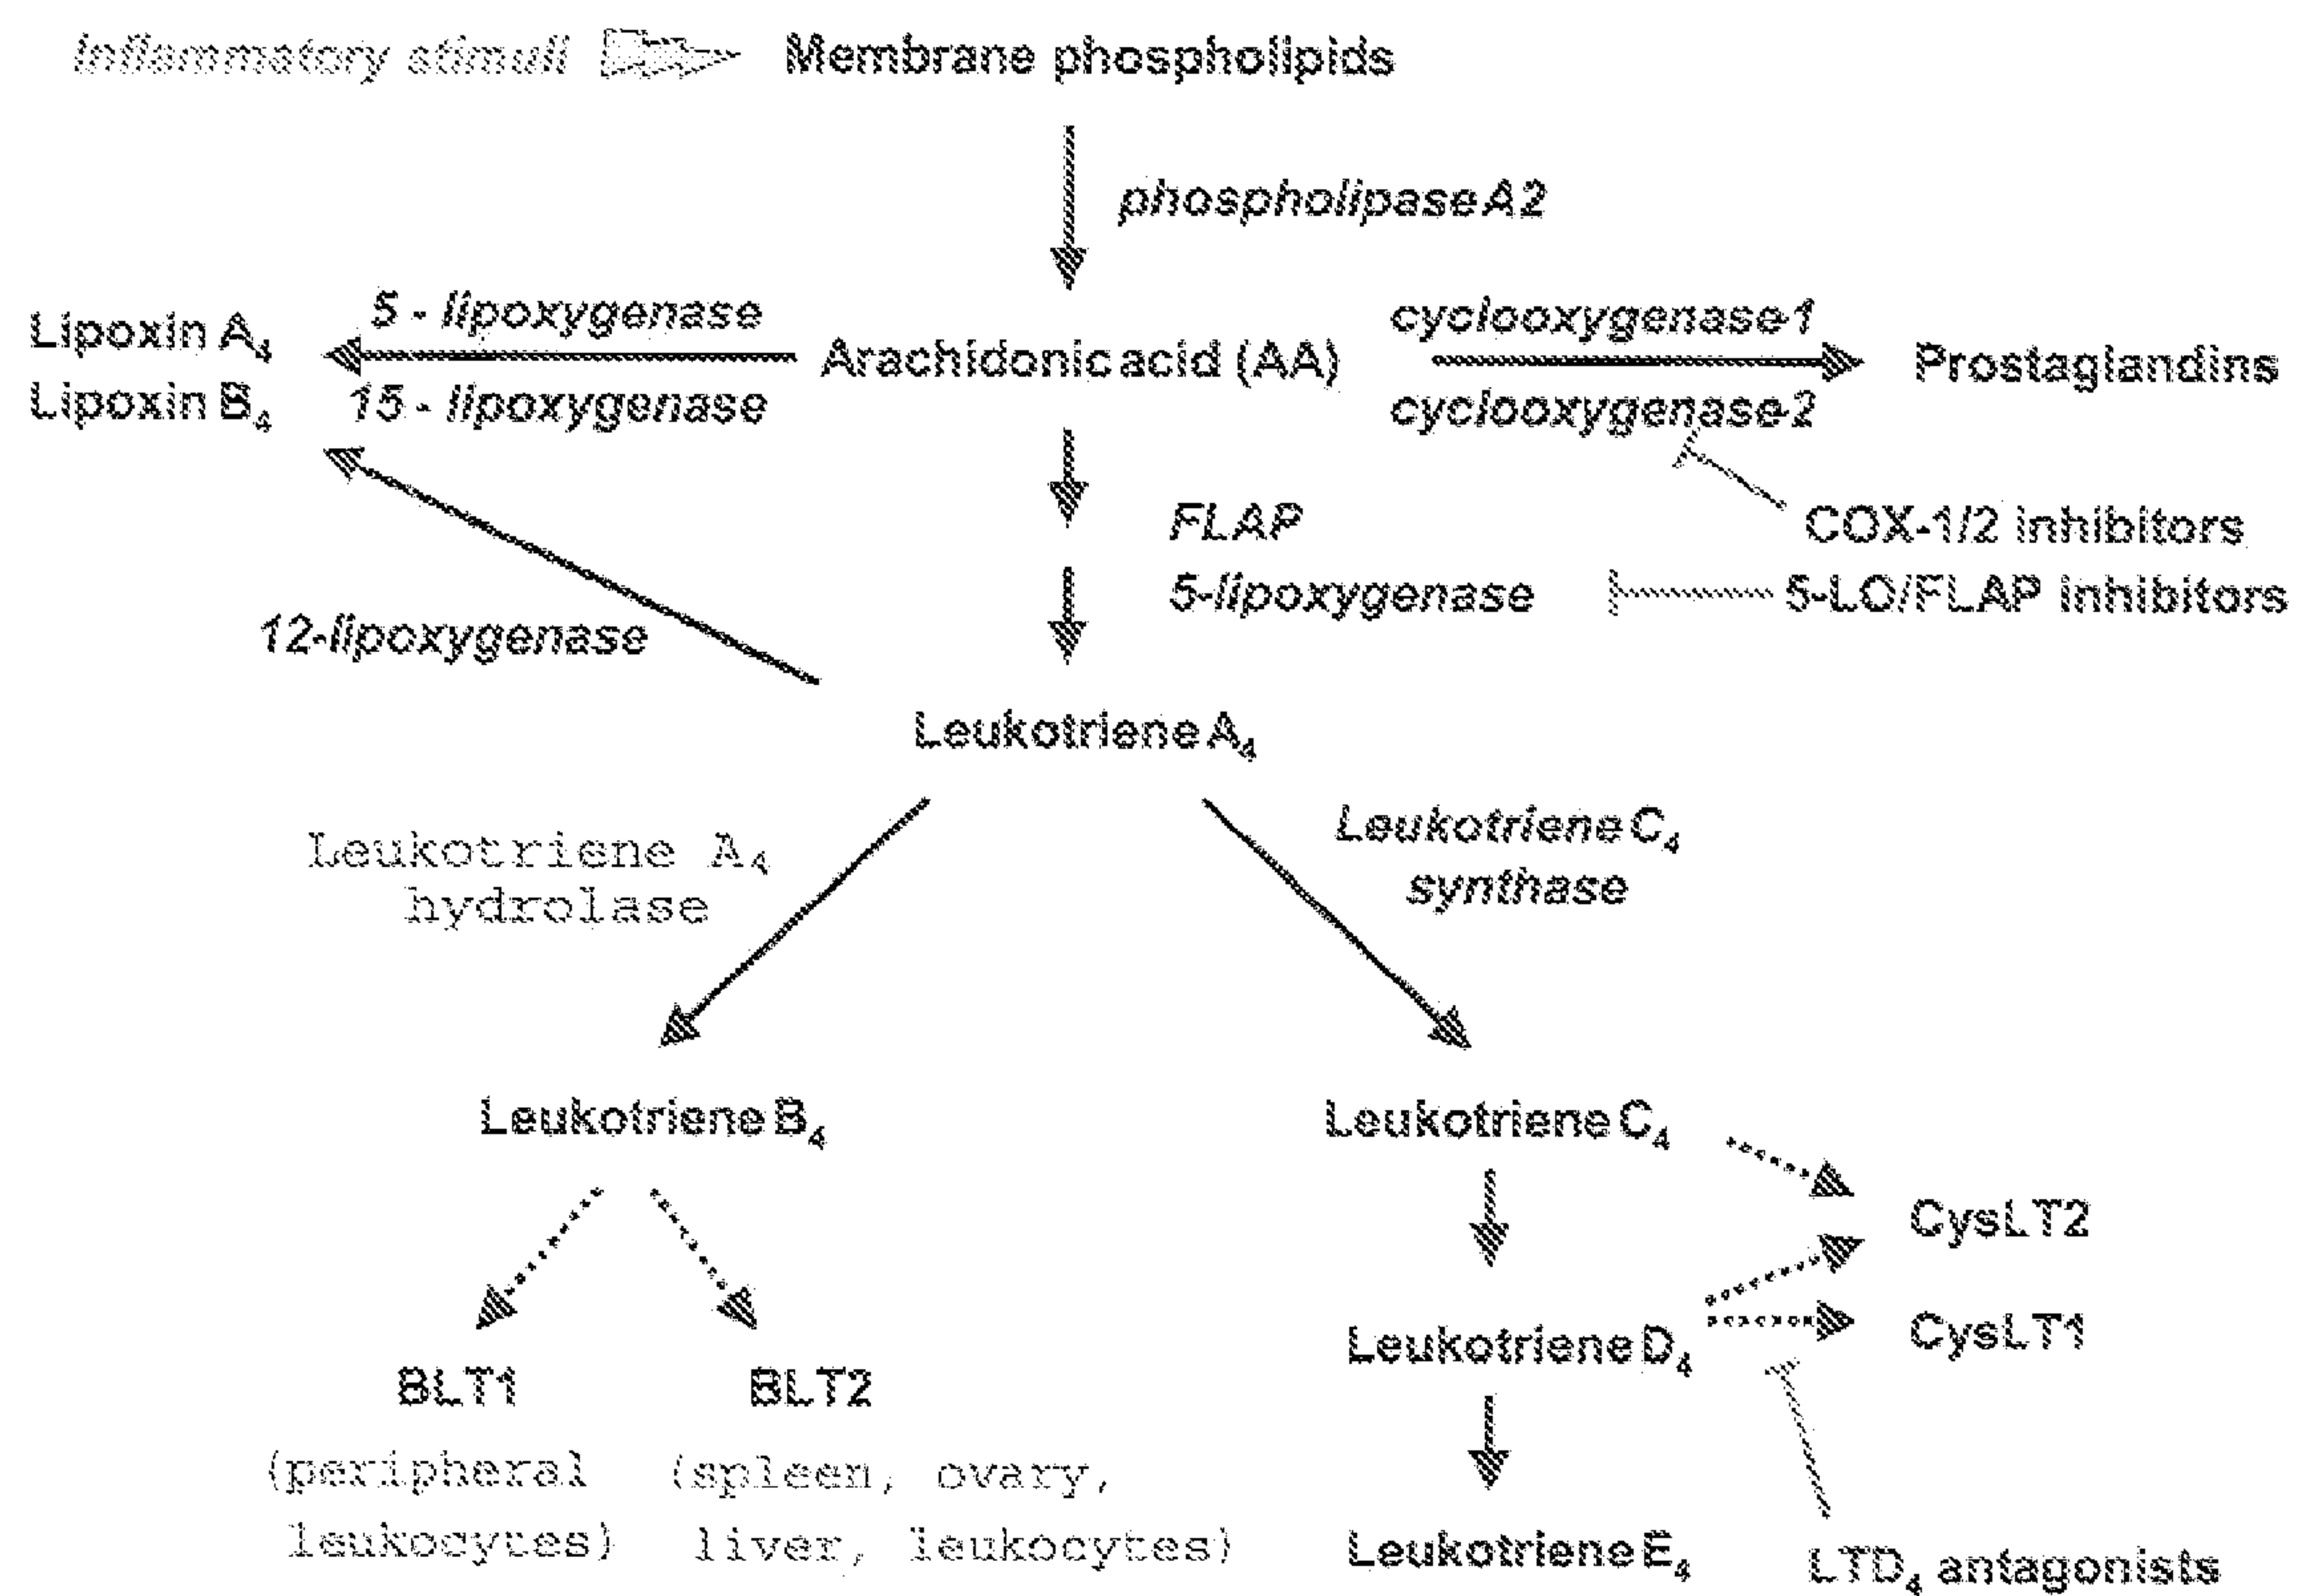 Inflammatory stimuli Membrane phospholipids
phospholipase A2
5 - lipoxygenase
cyclooxygenase-1
Lipoxin A₄
Arachidonic acid (AA)
Prostaglandins
Lipoxin B₄
15 - lipoxygenase
cyclooxygenase-2
FLAP
COX-1/2 inhibitors
5-lipoxygenase
5-LO/FLAP inhibitors
12-lipoxygenase
Leukotriene A₄
Leukotriene A₄
hydrolase
Leukotriene C₄
synthase
Leukotriene B₄
Leukotriene C₄
CysLT2
Leukotriene D₄
CysLT1
BLT1
BLT2
(peripheral
leukocytes)
(spleen, ovary,
liver, leukocytes)
Leukotriene E₄
LTD₄ antagonists